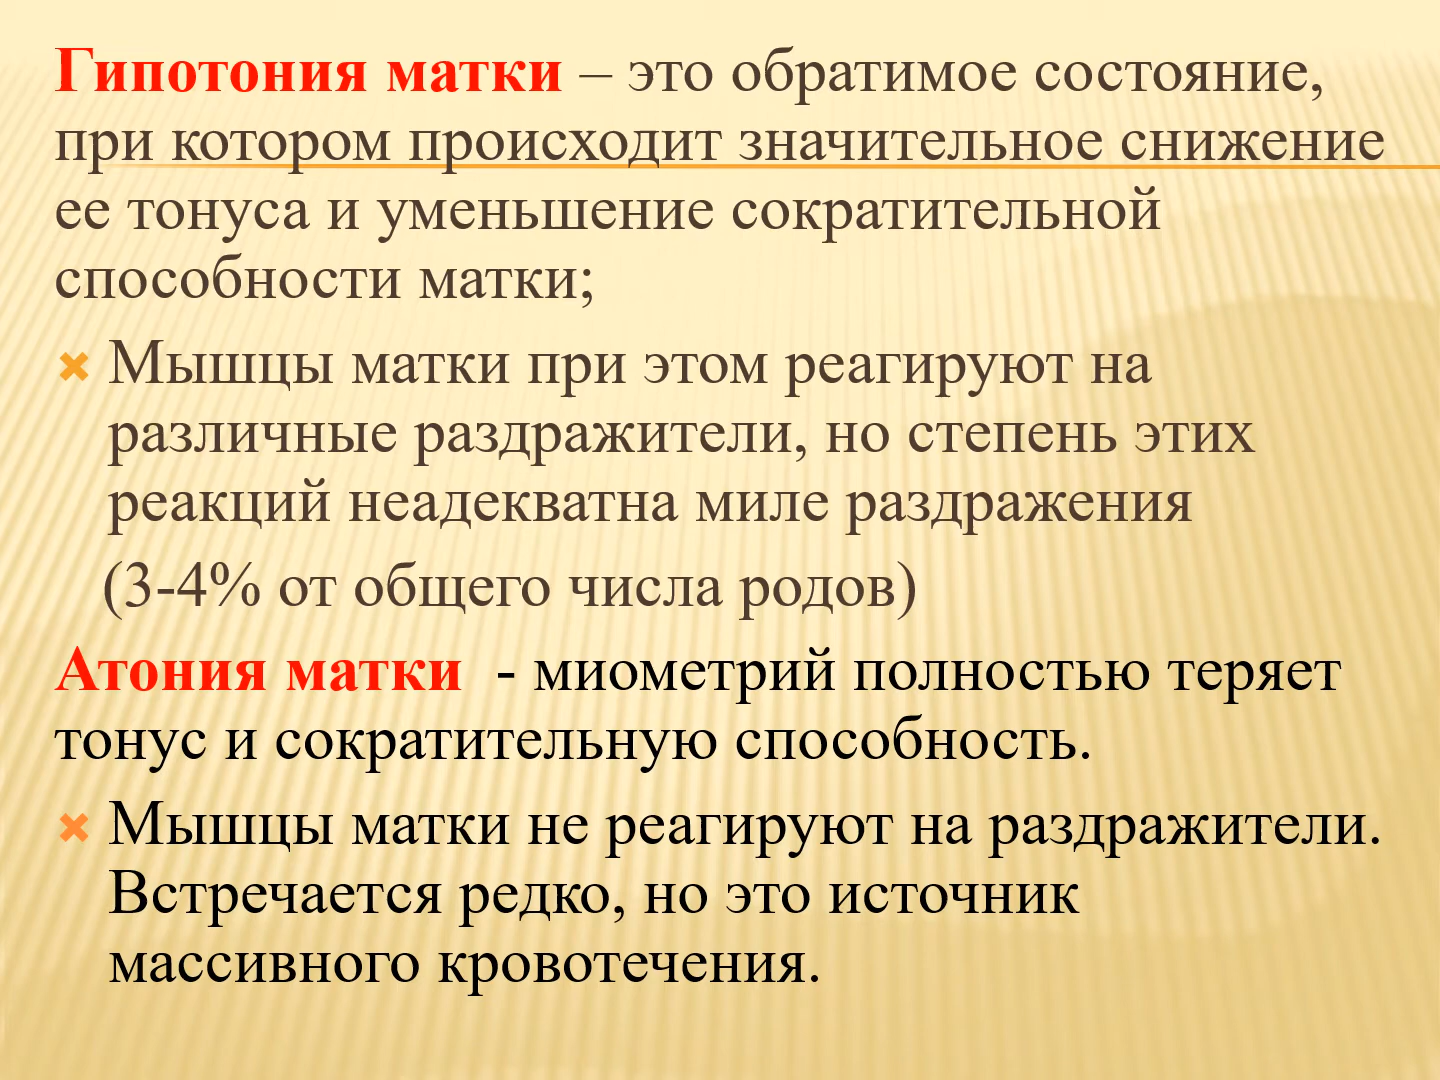 Гипотония матки – это обратимое состояние,
при котором происходит значительное снижение
ее тонуса и уменьшение сократительной
способности матки;
Мышцы матки при этом реагируют на
различные раздражители, но степень этих
реакций неадекватна миле раздражения
(3-4% от общего числа родов)
Атония матки - миометрий полностью теряет
тонус и сократительную способность.
Мышцы матки не реагируют на раздражители.
Встречается редко, но это источник
массивного кровотечения.